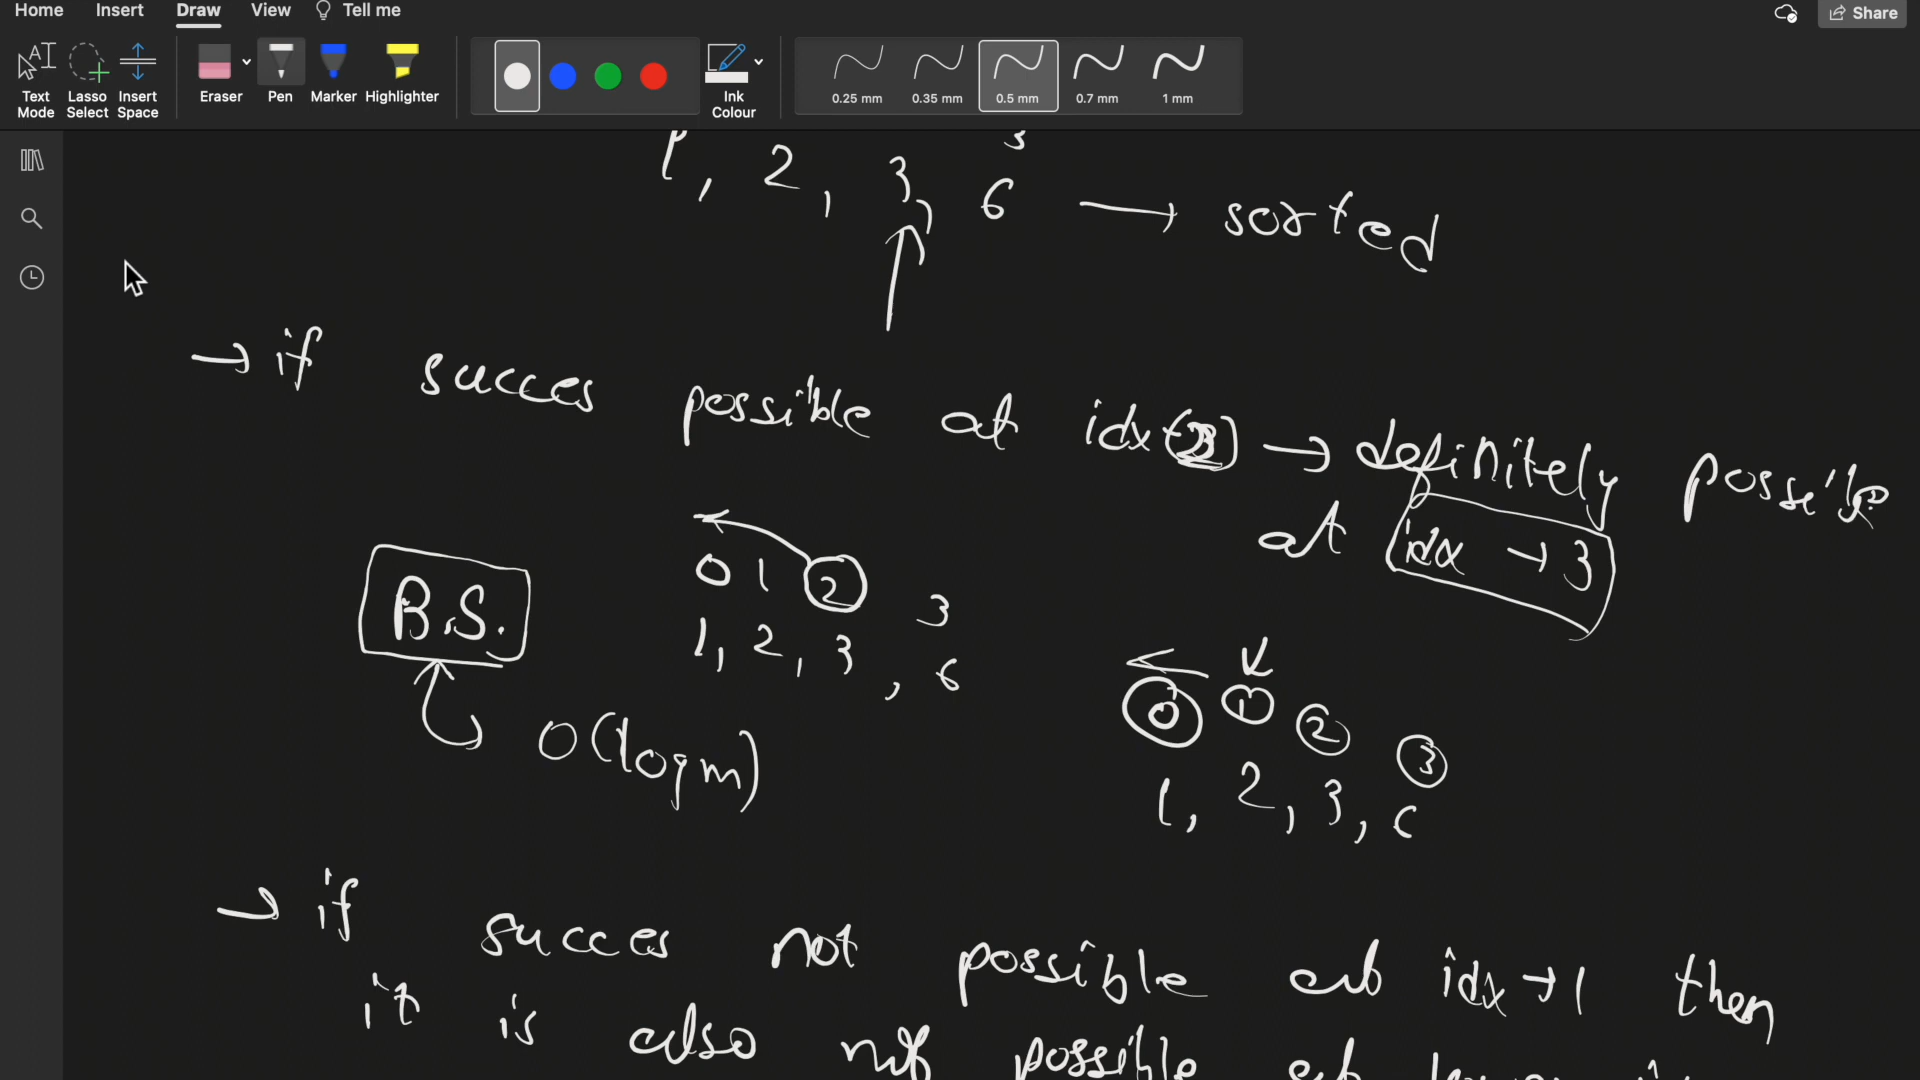 Home Insert Draw View Tell me Share
Text Mode Lasso Select Insert Space Eraser Pen Marker Highlighter Ink Colour 0.25 mm 0.35 mm 0.5 mm 0.7 mm 1 mm
3
1, 2, 3, 6 → sorted
→ if succes possible at idx(2) → definitely possible
at idx → 3
0 1 2 3
B.S. 1, 2, 3, 6
0 1 2 3
O(logm)
1, 2, 3, 6
→ if succes not possible at idx → 1 then
it is also not possible at lower